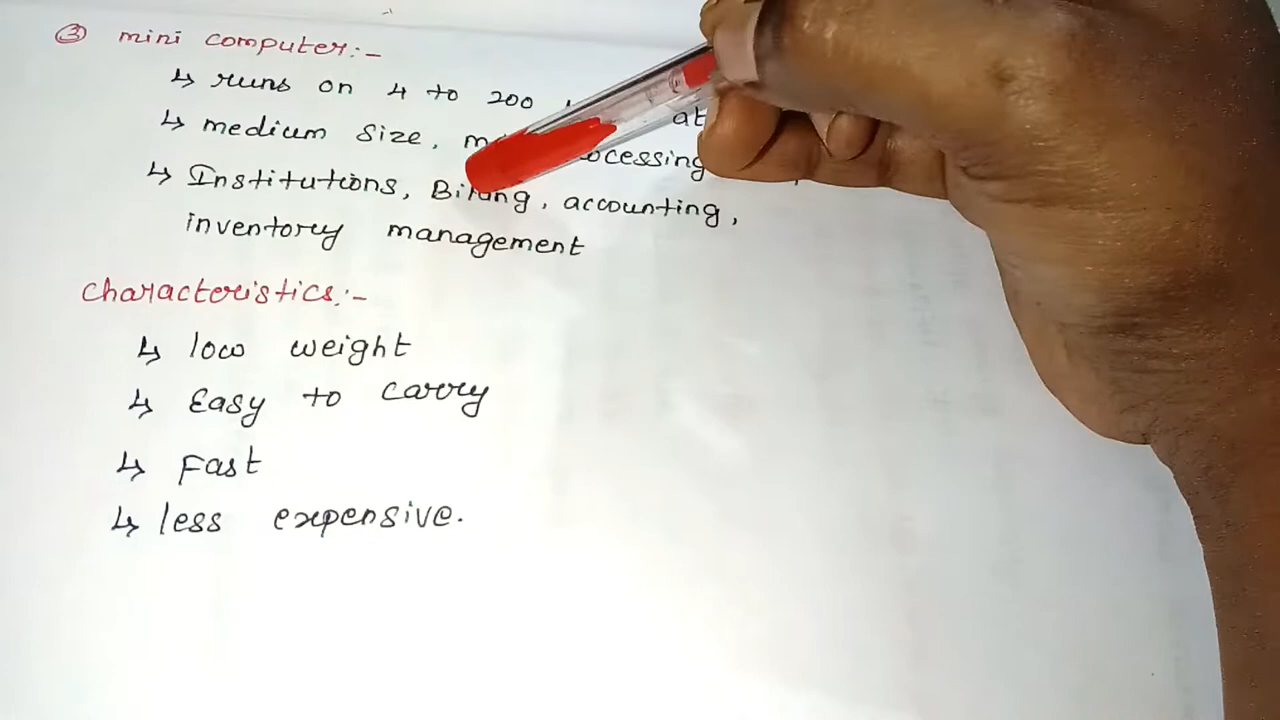 ③ mini computer:-
↳ runs on 4 to 200 at
↳ medium size,
↳ Institutions, Billing, accounting,
inventory management
characteristics:-
↳ low weight
↳ Easy to carry
↳ Fast
↳ less expensive.